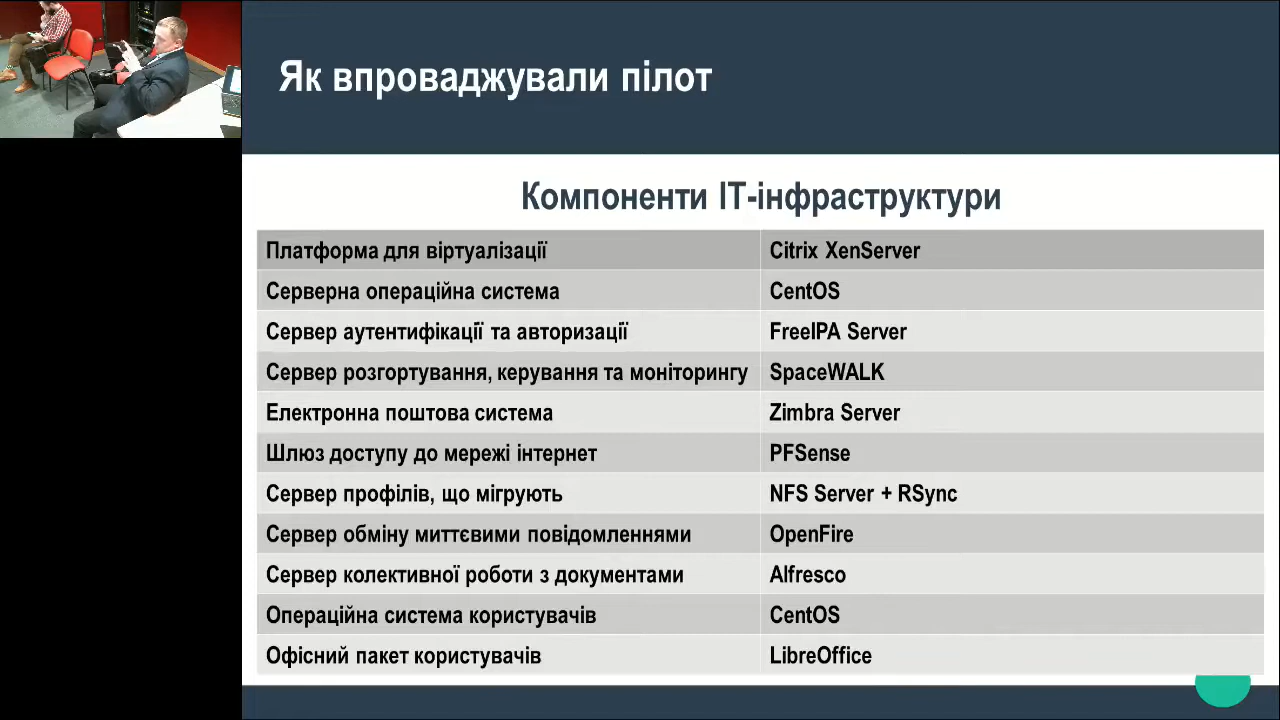 Як впроваджували пілот
Компоненти ІТ-інфраструктури
Платформа для віртуалізації Citrix XenServer
Серверна операційна система CentOS
Сервер аутентифікації та авторизації FreeIPA Server
Сервер розгортування, керування та моніторингу SpaceWALK
Електронна поштова система Zimbra Server
Шлюз доступу до мережі інтернет PFSense
Сервер профілів, що мігрують NFS Server + RSync
Сервер обміну миттєвими повідомленнями OpenFire
Сервер колективної роботи з документами Alfresco
Операційна система користувачів CentOS
Офісний пакет користувачів LibreOffice